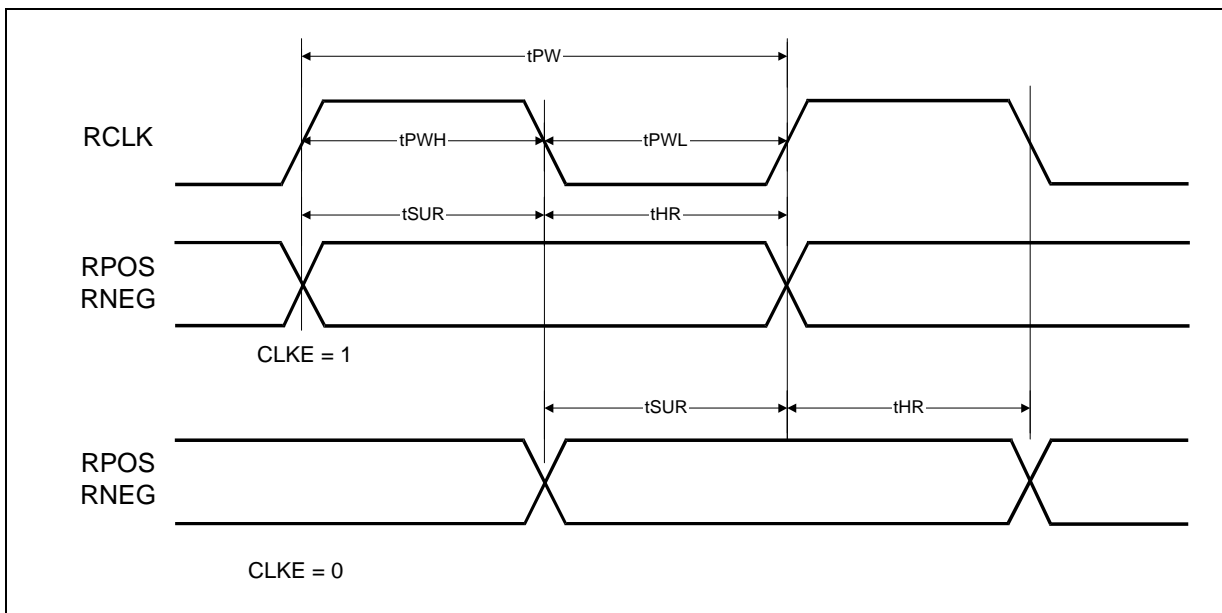 tPW
RCLK
tPWH
tPWL
tSUR
tHR
RPOS
RNEG
CLKE = 1
tSUR
tHR
RPOS
RNEG
CLKE = 0